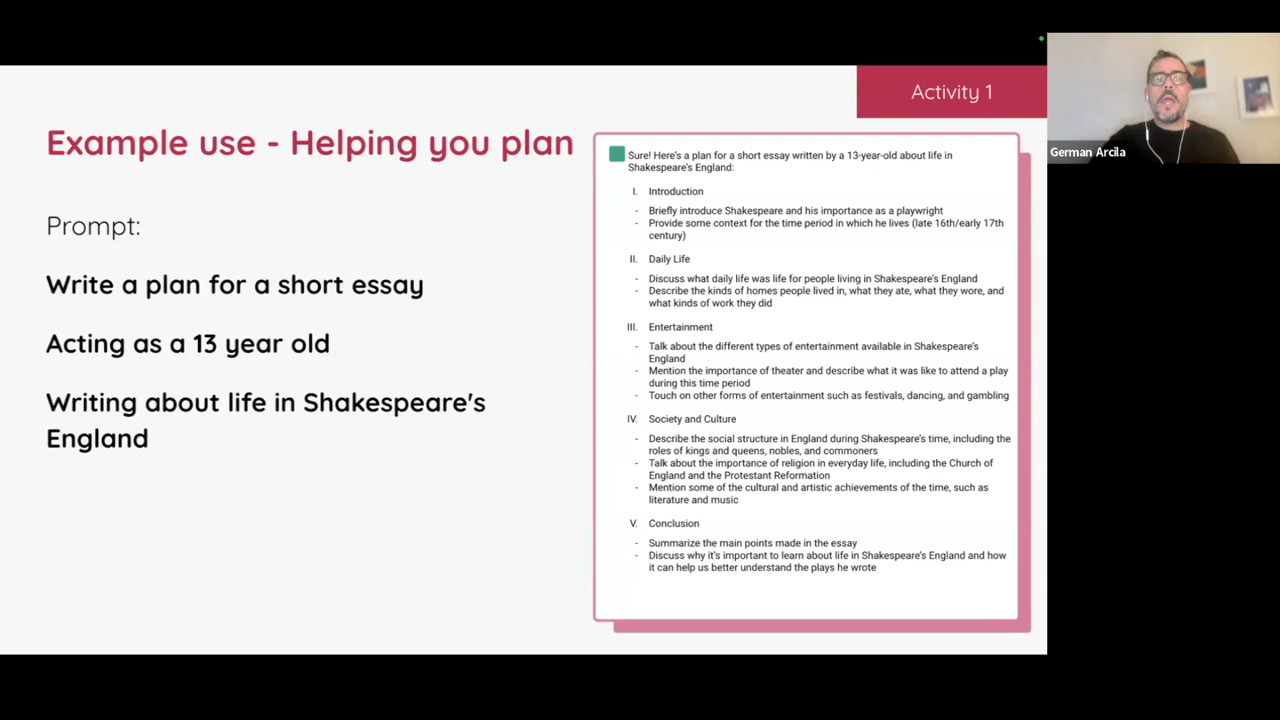 Activity 1
German Arcila
Example use - Helping you plan
Prompt:
Write a plan for a short essay
Acting as a 13 year old
Writing about life in Shakespeare's
England
Sure! Here's a plan for a short essay written by a 13-year-old about life in
Shakespeare's England:
I. Introduction
- Briefly introduce Shakespeare and his importance as a playwright
- Provide some context for the time period in which he lives (late 16th/early 17th
century)
II. Daily Life
- Discuss what daily life was life for people living in Shakespeare's England
- Describe the kinds of homes people lived in, what they ate, what they wore, and
what kinds of work they did
III. Entertainment
- Talk about the different types of entertainment available in Shakespeare's
England
- Mention the importance of theater and describe what it was like to attend a play
during this time period
- Touch on other forms of entertainment such as festivals, dancing, and gambling
IV. Society and Culture
- Describe the social structure in England during Shakespeare's time, including the
roles of kings and queens, nobles, and commoners
- Talk about the importance of religion in everyday life, including the Church of
England and the Protestant Reformation
- Mention some of the cultural and artistic achievements of the time, such as
literature and music
V. Conclusion
- Summarize the main points made in the essay
- Discuss why it's important to learn about life in Shakespeare's England and how
it can help us better understand the plays he wrote